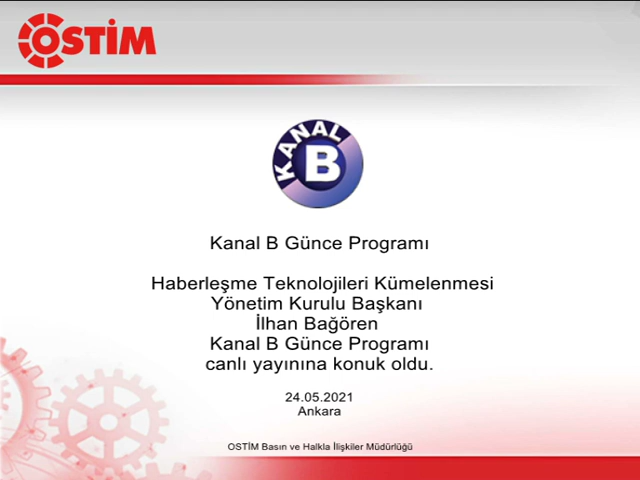 OSTİM
KANAL
B
Kanal B Günce Programı
Haberleşme Teknolojileri Kümelenmesi
Yönetim Kurulu Başkanı
İlhan Bağören
Kanal B Günce Programı
canlı yayınına konuk oldu.
24.05.2021
Ankara
OSTİM Basın ve Halkla İlişkiler Müdürlüğü